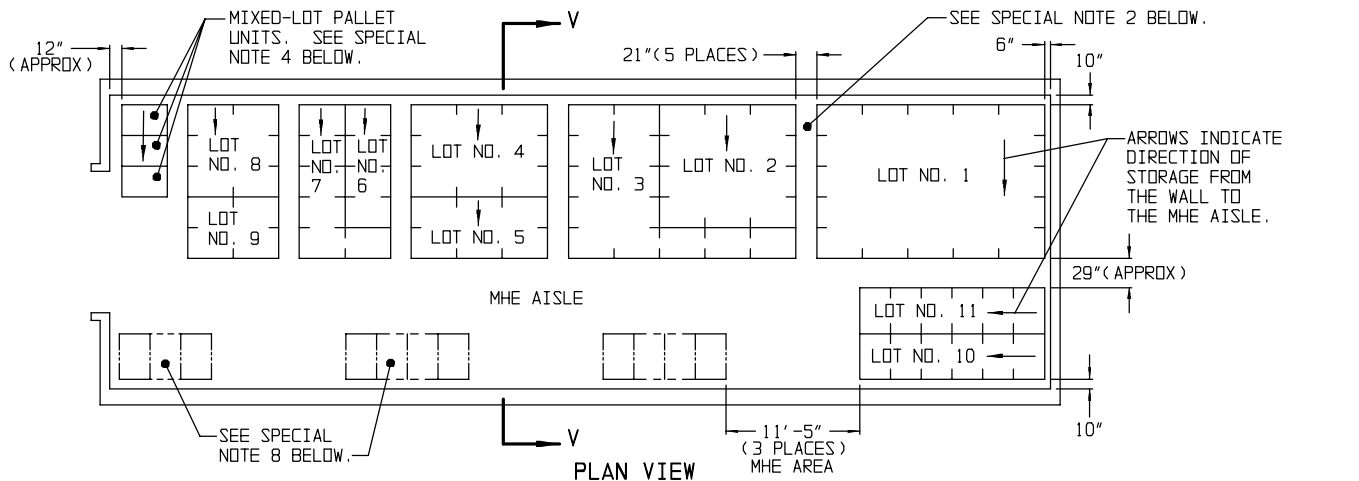 MIXED-LOT PALLET
UNITS. SEE SPECIAL
NOTE 4 BELOW.
V
SEE SPECIAL NOTE 2 BELOW.
12"
(APPROX)
21"(5 PLACES)
6"
10"
ARROWS INDICATE
DIRECTION OF
STORAGE FROM
THE WALL TO
THE MHE AISLE.
LOT
NO. 8
LOT
NO.
7
LOT
NO.
6
LOT NO. 4
LOT
NO. 3
LOT NO. 2
LOT NO. 1
LOT
NO. 9
LOT NO. 5
29"(APPROX)
MHE AISLE
LOT NO. 11
LOT NO. 10
SEE SPECIAL
NOTE 8 BELOW.
V
11'-5"
(3 PLACES)
MHE AREA
10"
PLAN VIEW